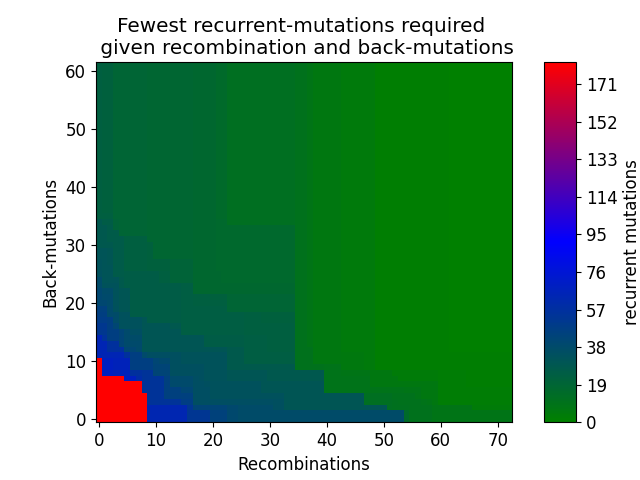 Fewest recurrent-mutations required
given recombination and back-mutations
60
50
40
30
20
10
0
Back-mutations
0 10 20 30 40 50 60 70
Recombinations
171
152
133
114
95
76
57
38
19
0
recurrent mutations